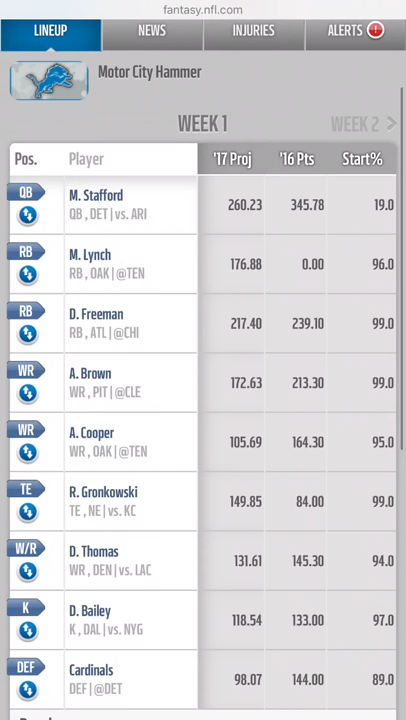 fantasy.nfl.com
LINEUP NEWS INJURIES ALERTS !
Motor City Hammer
WEEK 1 WEEK 2 >
Pos. Player '17 Proj '16 Pts Start%
QB M. Stafford 260.23 345.78 19.0
QB , DET | vs. ARI
RB M. Lynch 176.88 0.00 96.0
RB , OAK | @TEN
RB D. Freeman 217.40 239.10 99.0
RB , ATL | @CHI
WR A. Brown 172.63 213.30 99.0
WR , PIT | @CLE
WR A. Cooper 105.69 164.30 95.0
WR , OAK | @TEN
TE R. Gronkowski 149.85 84.00 99.0
TE , NE | vs. KC
W/R D. Thomas 131.61 145.30 94.0
WR , DEN | vs. LAC
K D. Bailey 118.54 133.00 97.0
K , DAL | vs. NYG
DEF Cardinals 98.07 144.00 89.0
DEF | @DET